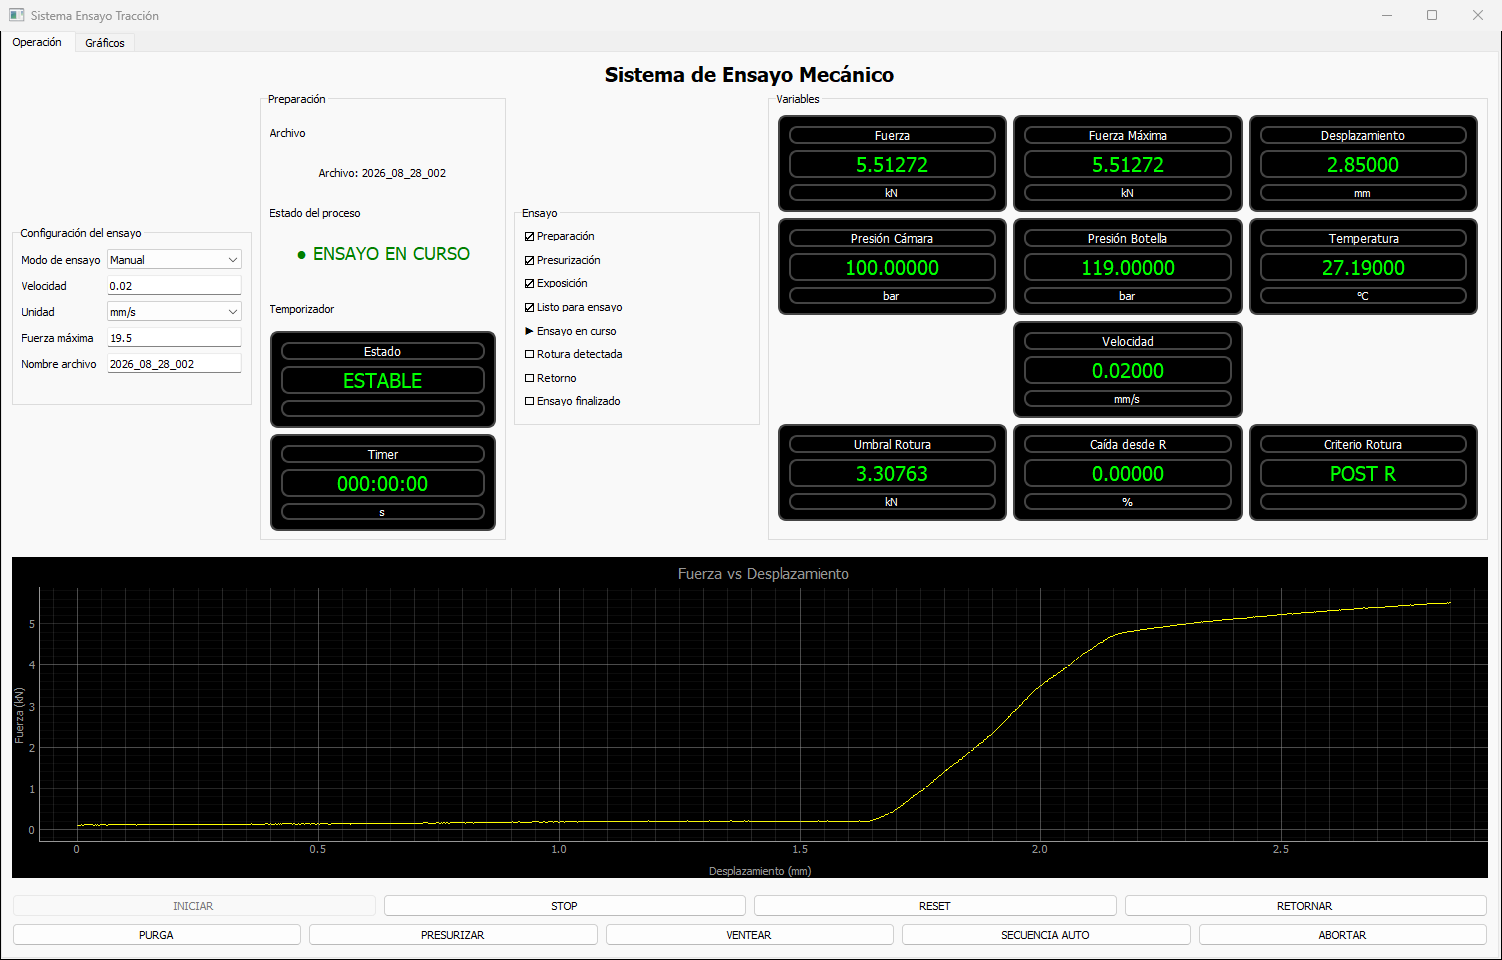 Sistema Ensayo Tracción
Operación
Gráficos
Sistema de Ensayo Mecánico
Configuración del ensayo
Modo de ensayo Manual
Velocidad 0.02
Unidad mm/s
Fuerza máxima 19.5
Nombre archivo 2026_08_28_002
Preparación
Archivo
Archivo: 2026_08_28_002
Estado del proceso
● ENSAYO EN CURSO
Temporizador
Estado
ESTABLE
Timer
000:00:00
s
Ensayo
☑ Preparación
☑ Presurización
☑ Exposición
☑ Listo para ensayo
▶ Ensayo en curso
☐ Rotura detectada
☐ Retorno
☐ Ensayo finalizado
Variables
Fuerza
5.51272
kN
Fuerza Máxima
5.51272
kN
Desplazamiento
2.85000
mm
Presión Cámara
100.00000
bar
Presión Botella
119.00000
bar
Temperatura
27.19000
°C
Velocidad
0.02000
mm/s
Umbral Rotura
3.30763
kN
Caída desde R
0.00000
%
Criterio Rotura
POST R
Fuerza vs Desplazamiento
Fuerza (kN)
5
4
3
2
1
0
0 0.5 1.0 1.5 2.0 2.5
Desplazamiento (mm)
INICIAR STOP RESET RETORNAR
PURGA PRESURIZAR VENTEAR SECUENCIA AUTO ABORTAR